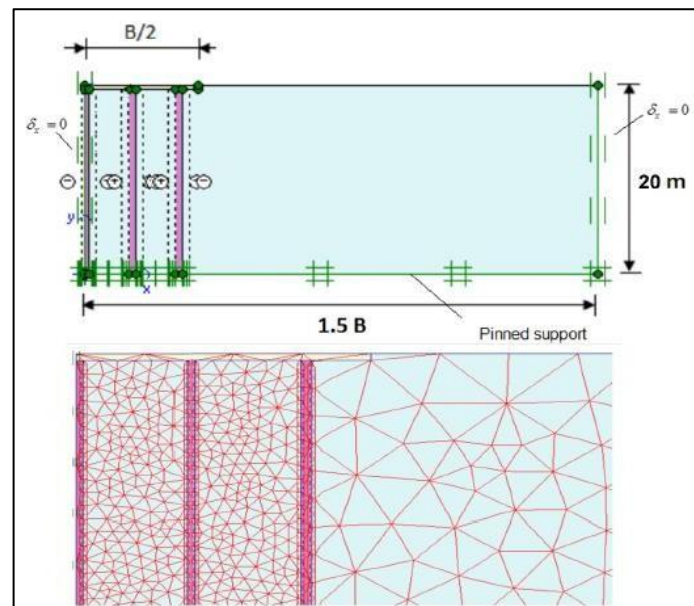 B/2
δₓ = 0
δₓ = 0
20 m
y
x
1.5 B
Pinned support